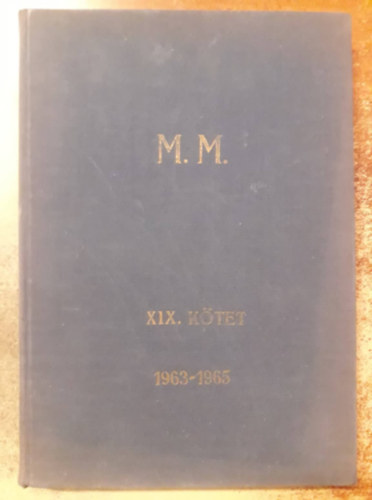 M. M.
XIX. KÖTET
1963-1965